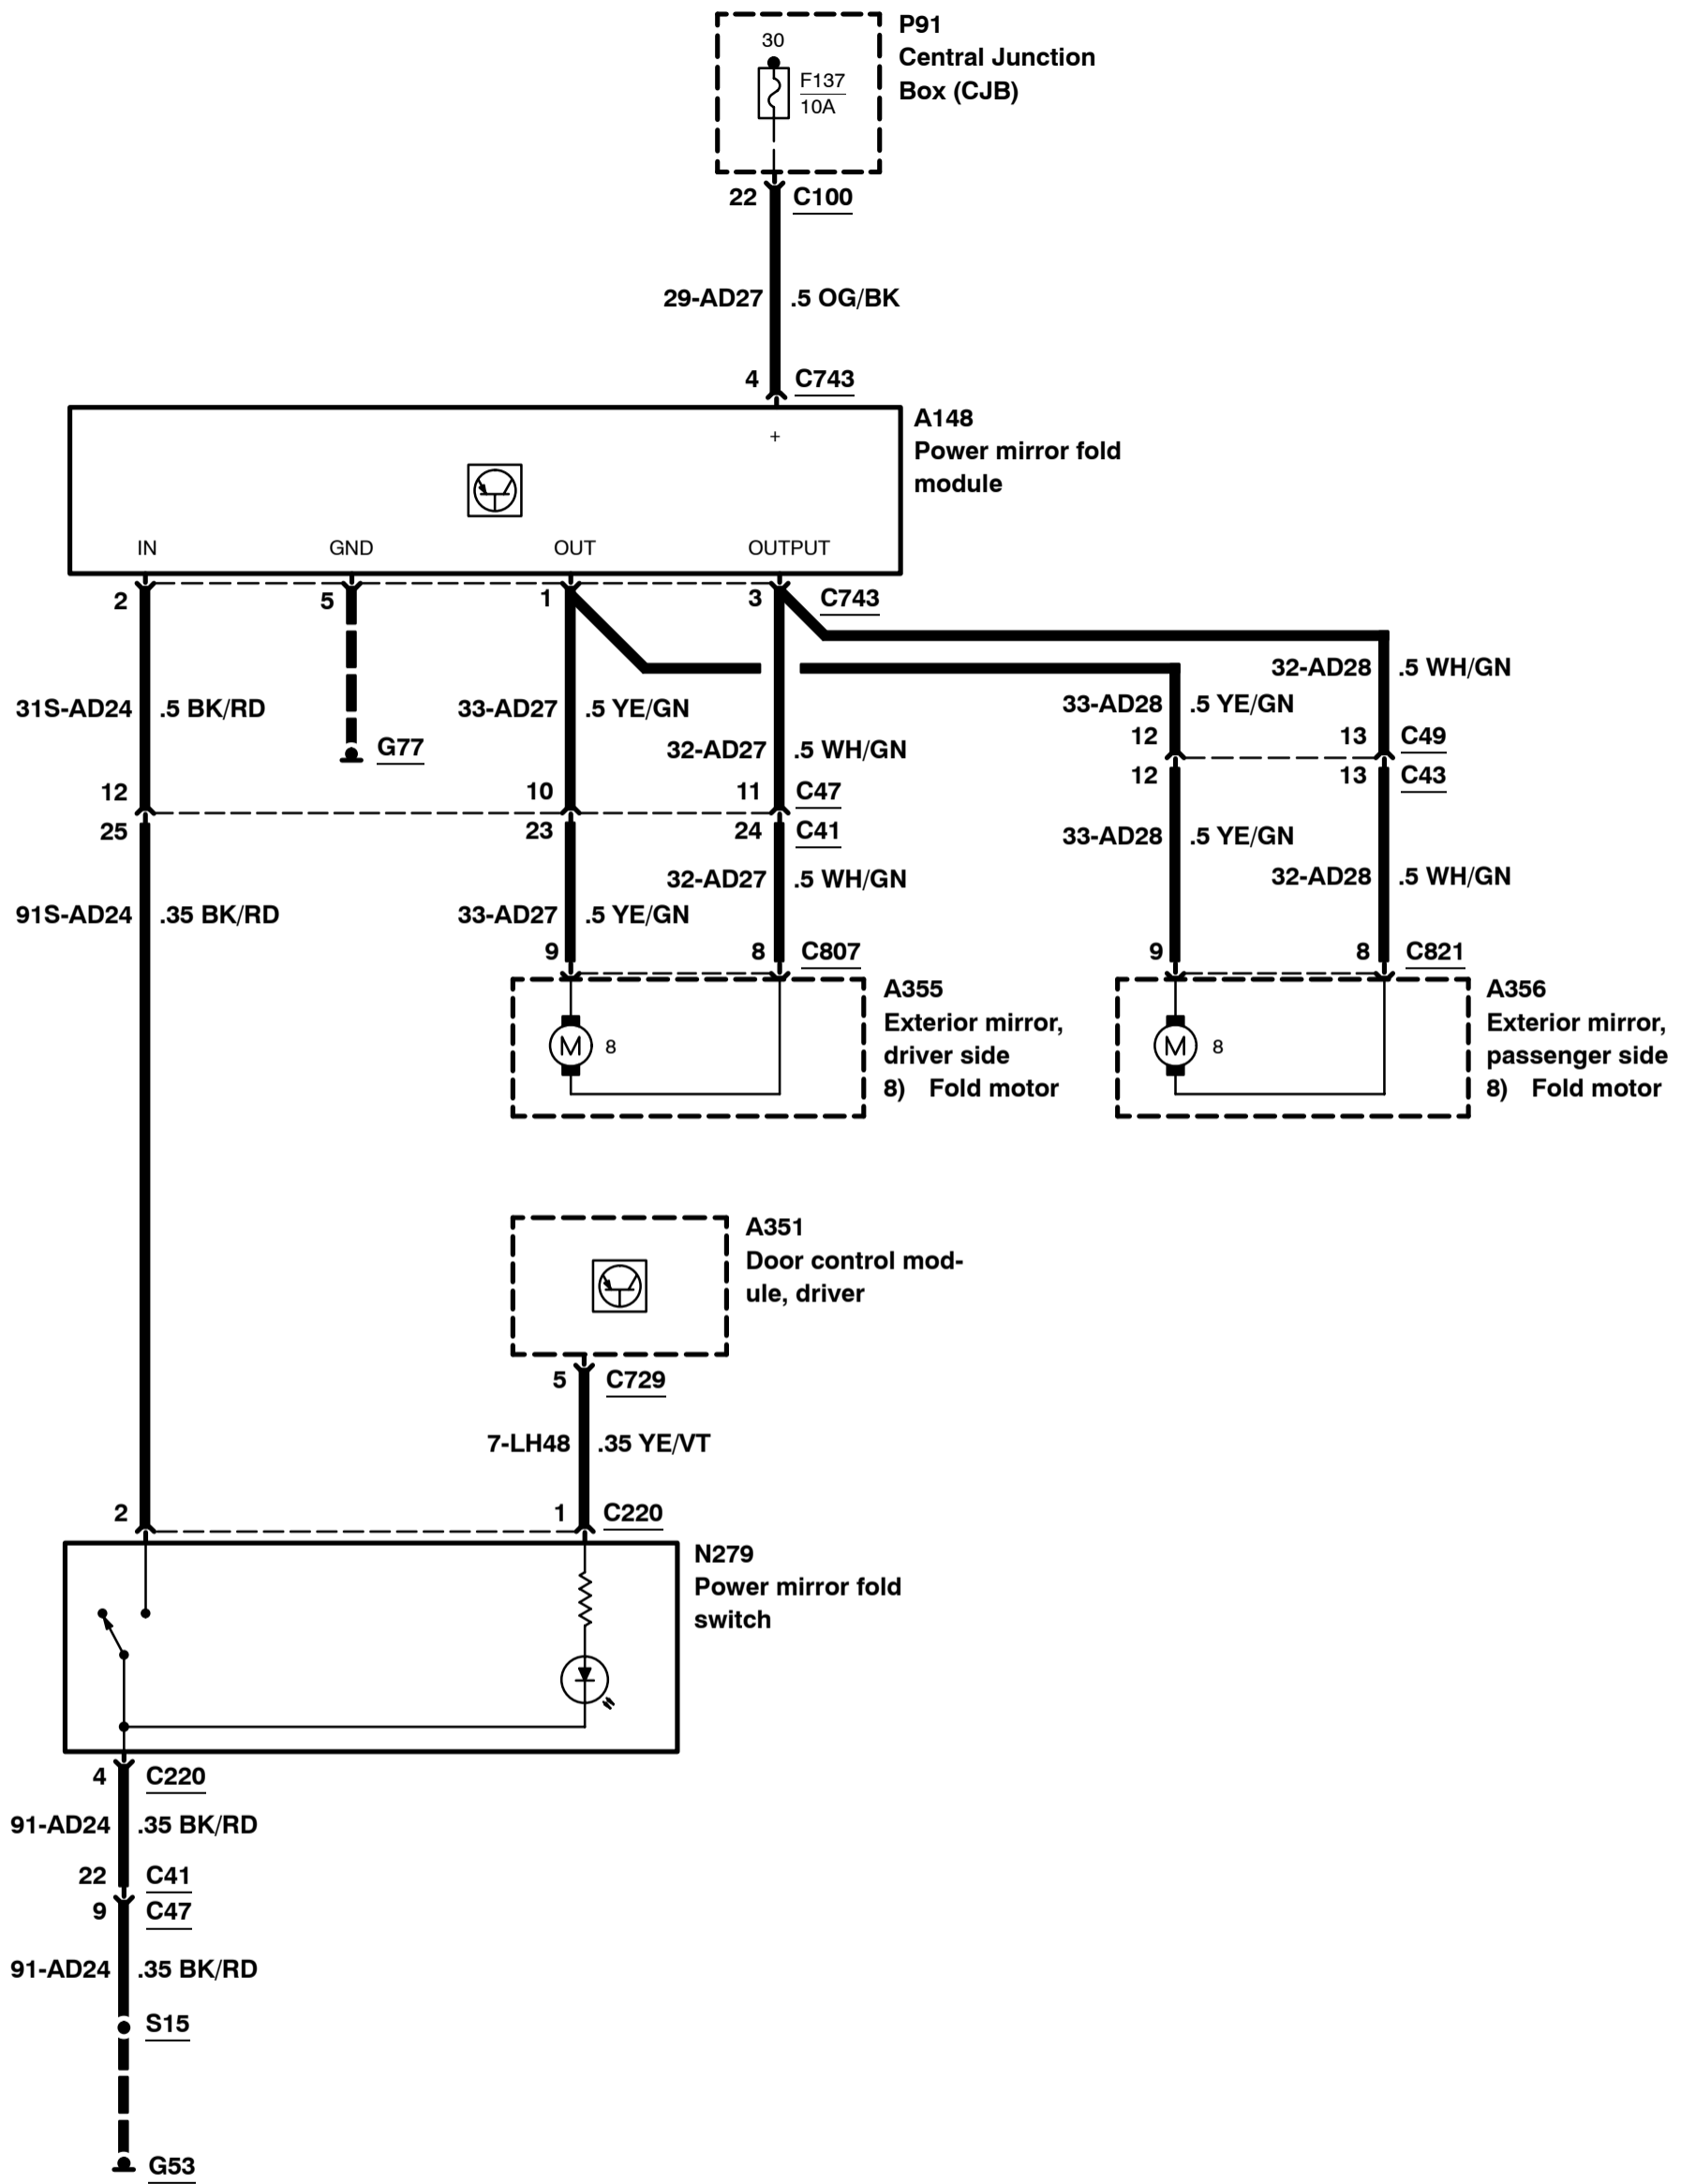 P91
Central Junction
Box (CJB)
30
F137
10A
22 C100
29-AD27 .5 OG/BK
4 C743
A148
Power mirror fold
module
+
IN GND OUT OUTPUT
2 5 1 3 C743
32-AD28 .5 WH/GN
33-AD28 .5 YE/GN
31S-AD24 .5 BK/RD
33-AD27 .5 YE/GN
G77
32-AD27 .5 WH/GN
12 13 C49
12 13 C43
12 10 11 C47
25 23 24 C41
33-AD28 .5 YE/GN
32-AD27 .5 WH/GN
32-AD28 .5 WH/GN
91S-AD24 .35 BK/RD
33-AD27 .5 YE/GN
9 8 C807
9 8 C821
A355
Exterior mirror,
driver side
8) Fold motor
M 8
A356
Exterior mirror,
passenger side
8) Fold motor
M 8
A351
Door control mod-
ule, driver
5 C729
7-LH48 .35 YE/VT
2 1 C220
N279
Power mirror fold
switch
4 C220
91-AD24 .35 BK/RD
22 C41
9 C47
91-AD24 .35 BK/RD
S15
G53